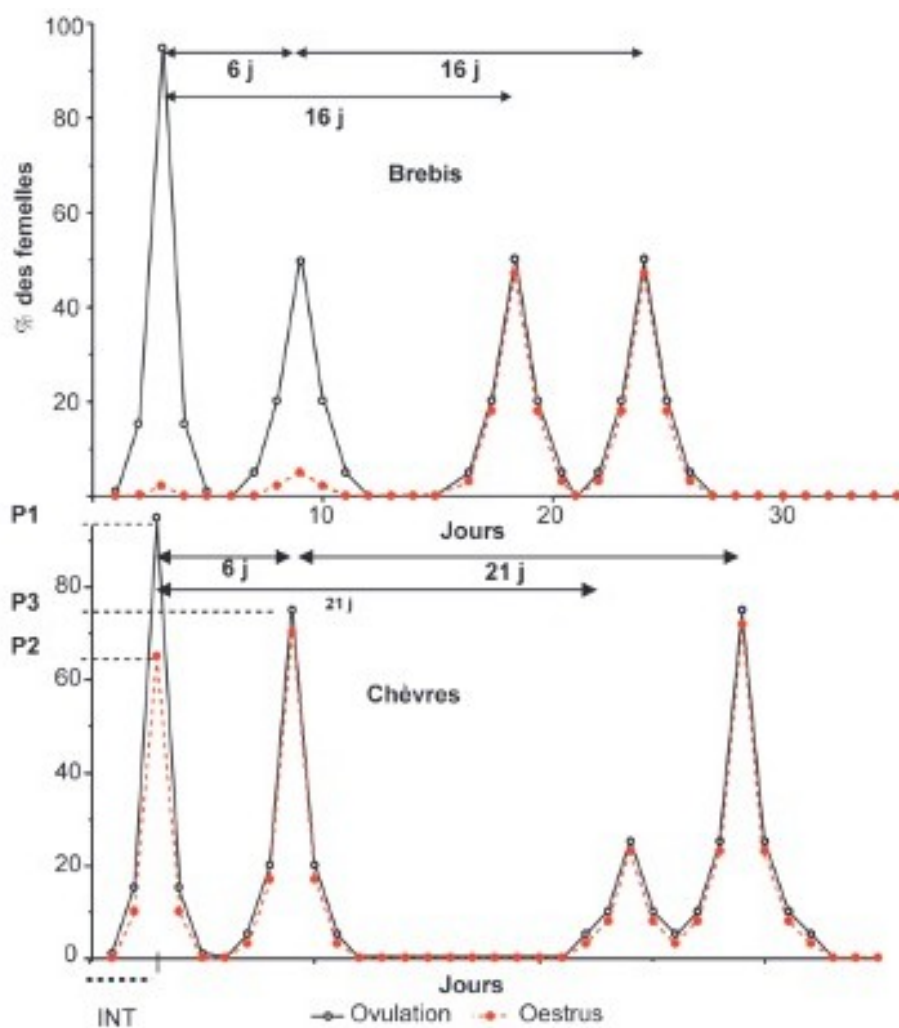 100
80
60
40
20
% des femelles
6 j
16 j
16 j
Brebis
10
20
30
Jours
P1
P3
P2
80
60
40
20
0
6 j
21 j
21 j
Chèvres
Jours
INT
Ovulation
Oestrus